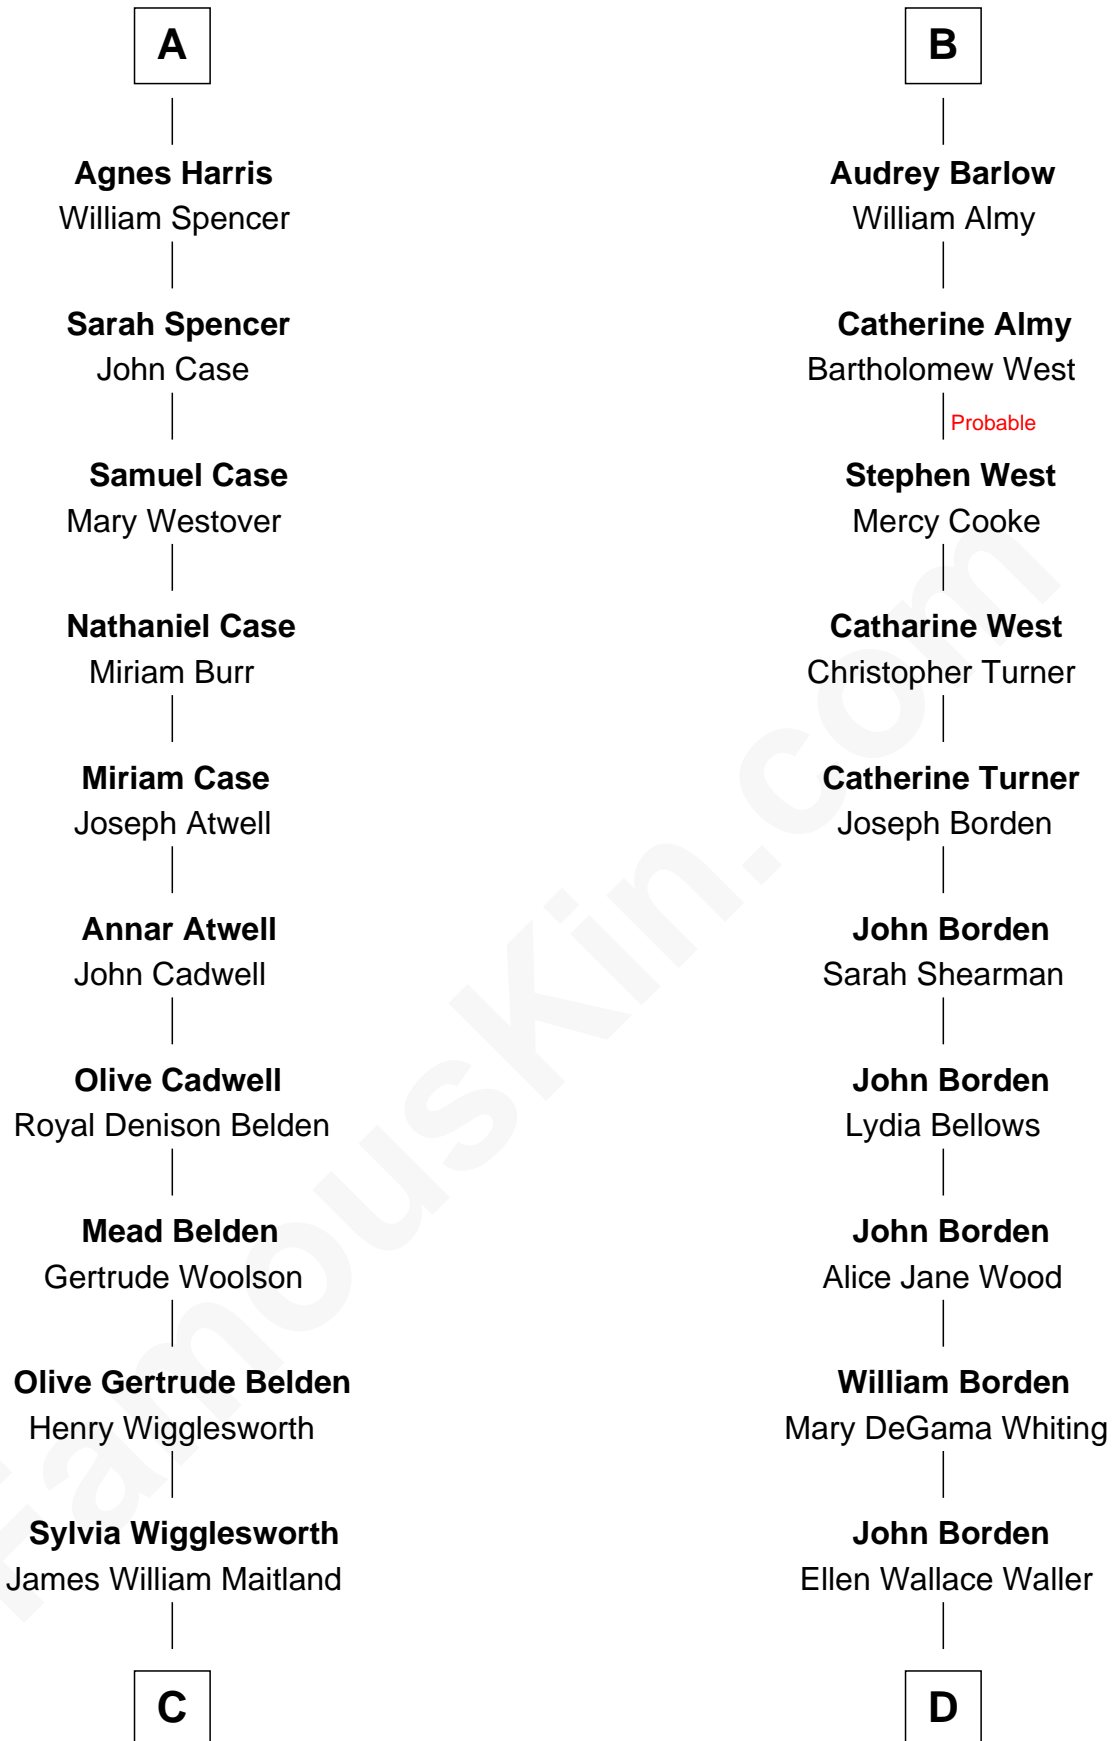 A
Agnes Harris
William Spencer
Sarah Spencer
John Case
Samuel Case
Mary Westover
Nathaniel Case
Miriam Burr
Miriam Case
Joseph Atwell
Annar Atwell
John Cadwell
Olive Cadwell
Royal Denison Belden
Mead Belden
Gertrude Woolson
Olive Gertrude Belden
Henry Wigglesworth
Sylvia Wigglesworth
James William Maitland
C
B
Audrey Barlow
William Almy
Catherine Almy
Bartholomew West
Probable
Stephen West
Mercy Cooke
Catharine West
Christopher Turner
Catherine Turner
Joseph Borden
John Borden
Sarah Shearman
John Borden
Lydia Bellows
John Borden
Alice Jane Wood
William Borden
Mary DeGama Whiting
John Borden
Ellen Wallace Waller
D
FamousKin.com